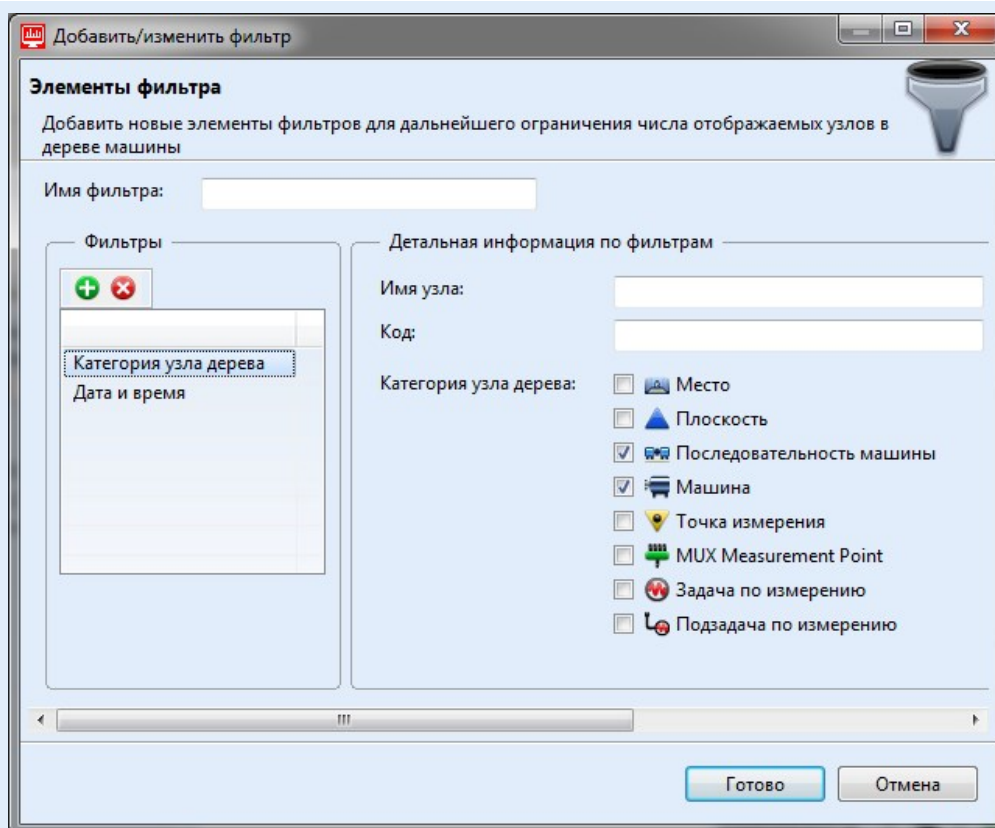 Добавить/изменить фильтр
Элементы фильтра
Добавить новые элементы фильтров для дальнейшего ограничения числа отображаемых узлов в
дереве машины
Имя фильтра:
Фильтры
Категория узла дерева
Дата и время
Детальная информация по фильтрам
Имя узла:
Код:
Категория узла дерева:
Место
Плоскость
Последовательность машины
Машина
Точка измерения
MUX Measurement Point
Задача по измерению
Подзадача по измерению
Готово
Отмена